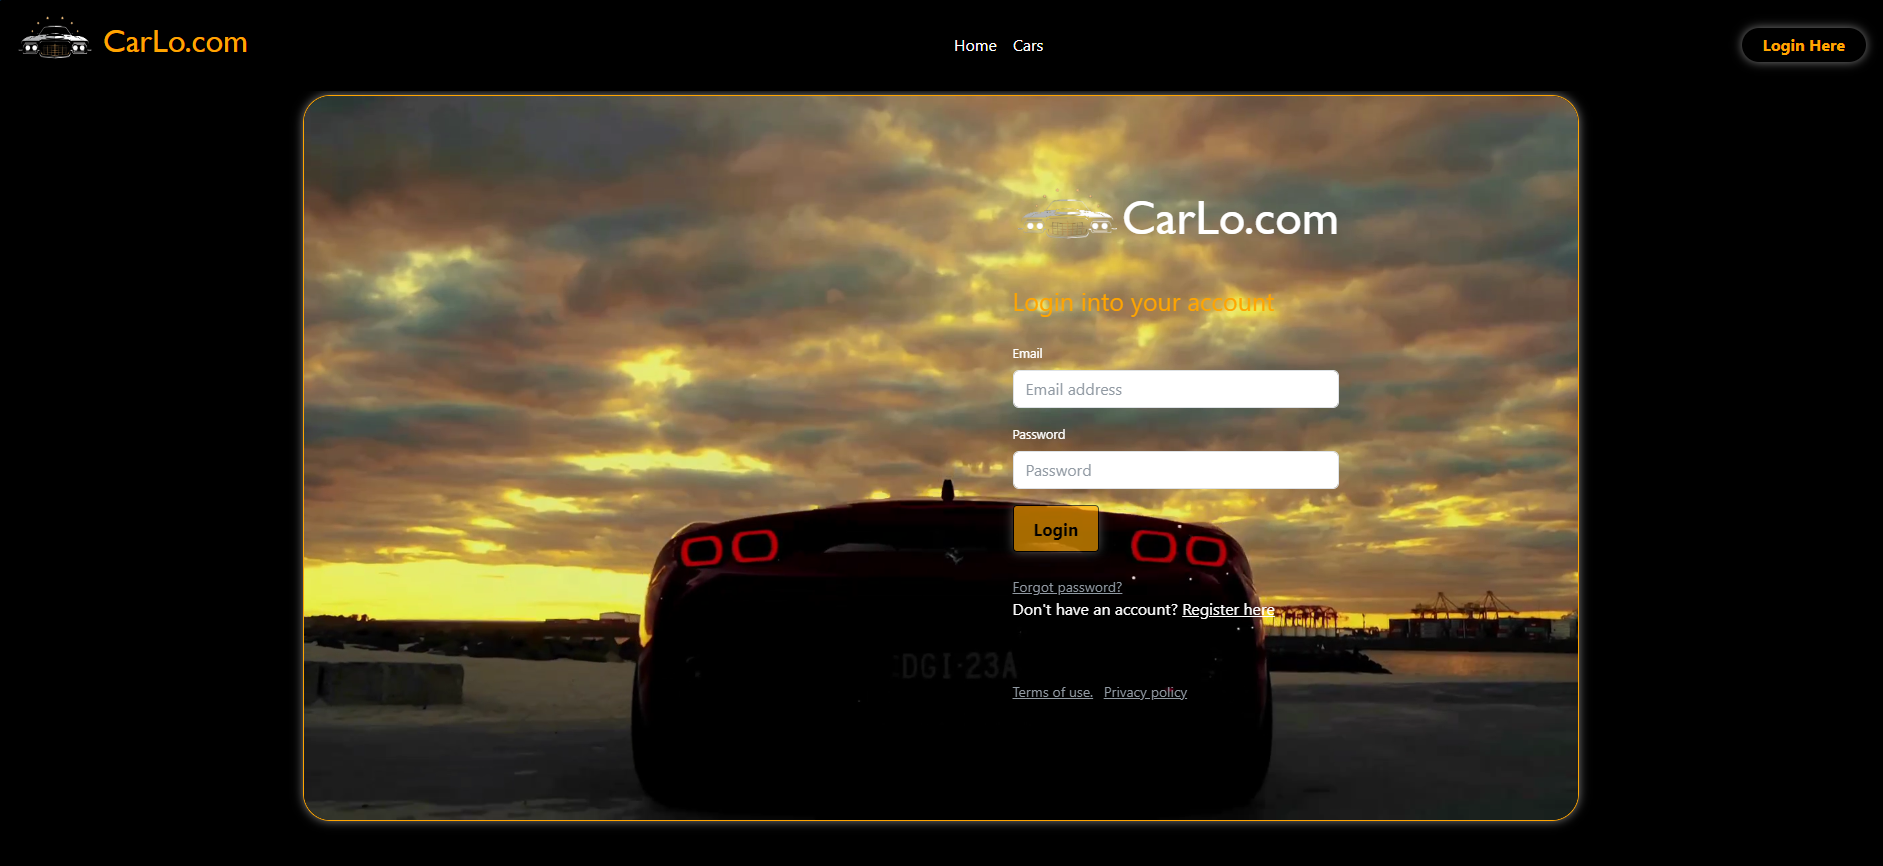 CarLo.com
Home Cars
Login Here
CarLo.com
Login into your account
Email
Email address
Password
Password
Login
Forgot password?
Don't have an account? Register here
DGI·23A
Terms of use. Privacy policy